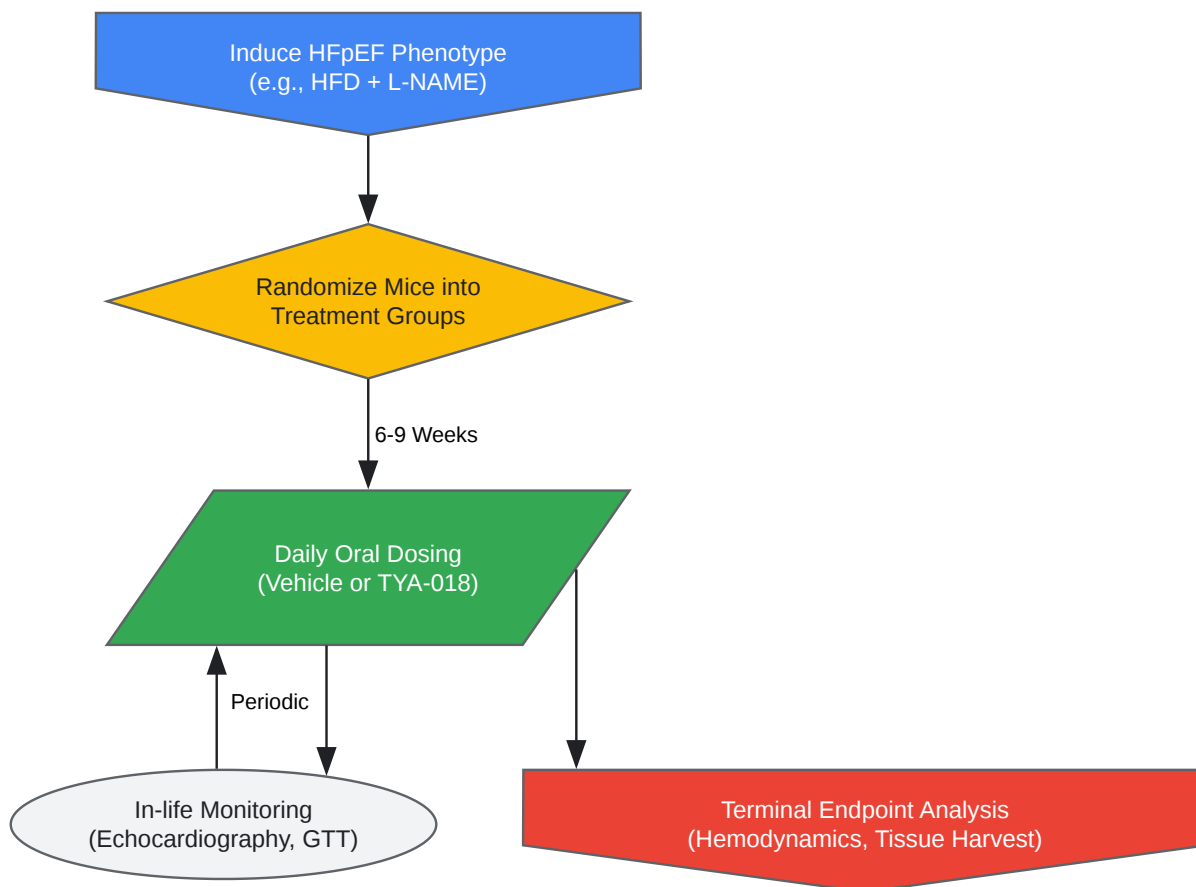 Induce HFpEF Phenotype
(e.g., HFD + L-NAME)
Randomize Mice into
Treatment Groups
6-9 Weeks
Daily Oral Dosing
(Vehicle or TYA-018)
Periodic
In-life Monitoring
(Echocardiography, GTT)
Terminal Endpoint Analysis
(Hemodynamics, Tissue Harvest)